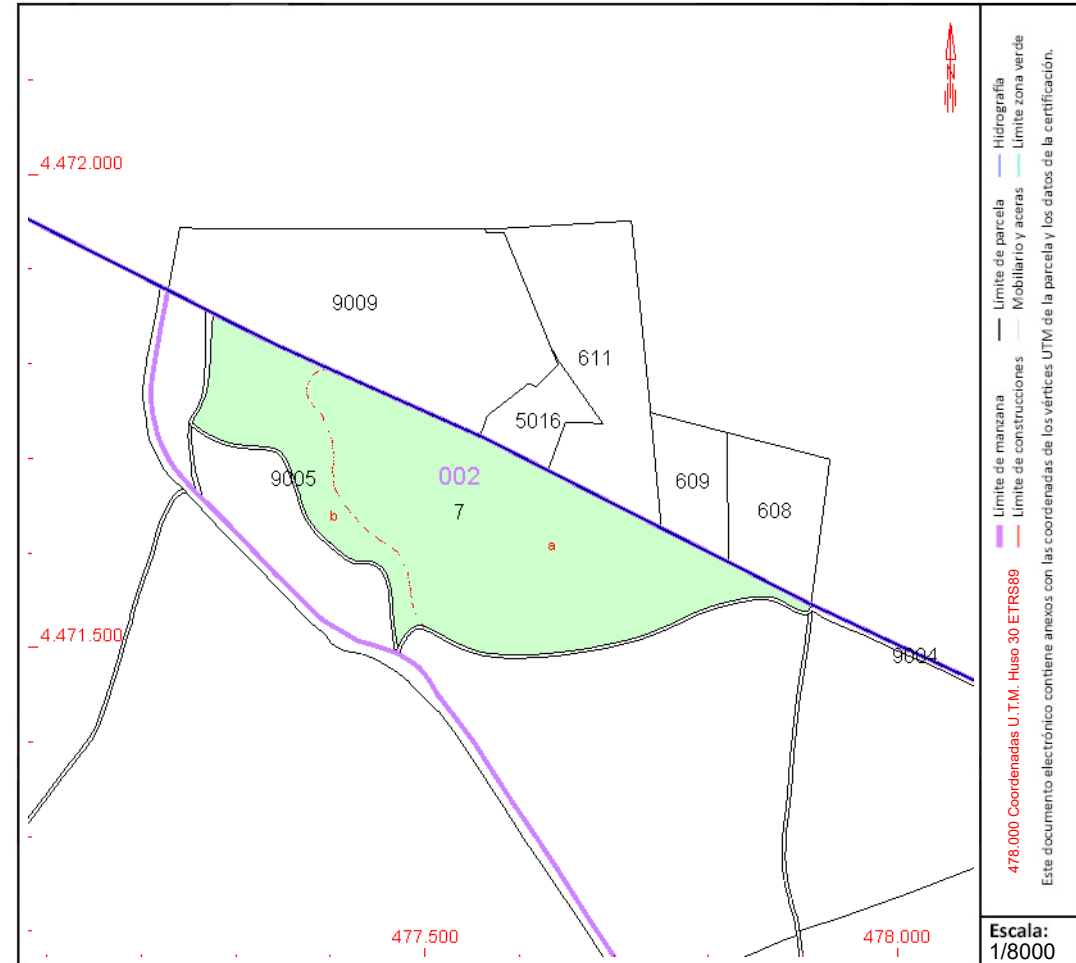 N
4.472.000
9009
611
5016
002
9005
7
609
608
b
a
4.471.500
9004
477.500
478.000
Límite de manzana
Límite de parcela
Hidrografía
Límite de construcciones
Mobiliario y aceras
Límite zona verde
478.000 Coordenadas U.T.M. Huso 30 ETRS89
Este documento electrónico contiene anexos con las coordenadas de los vértices UTM de la parcela y los datos de la certificación.
Escala:
1/8000